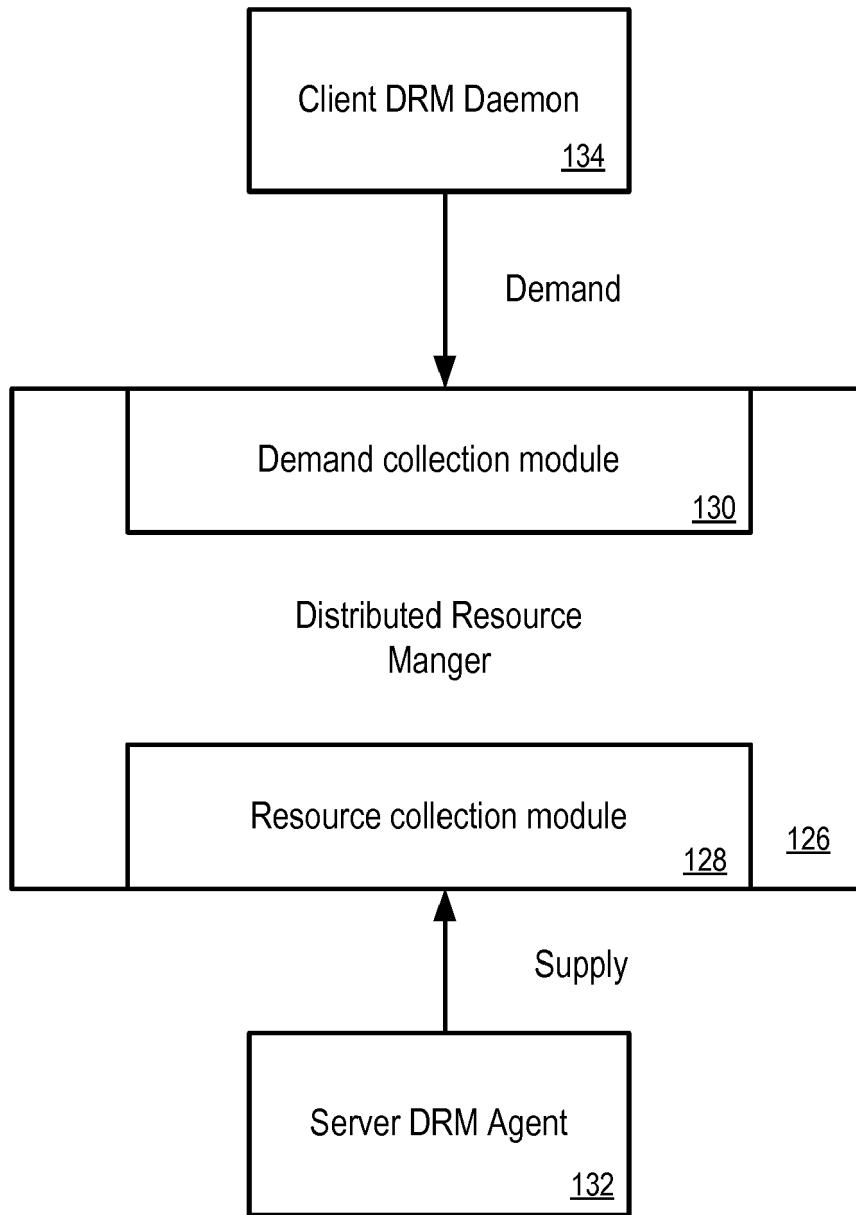 Client DRM Daemon
134
Demand
Demand collection module
130
Distributed Resource
Manger
Resource collection module
128
126
Supply
Server DRM Agent
132